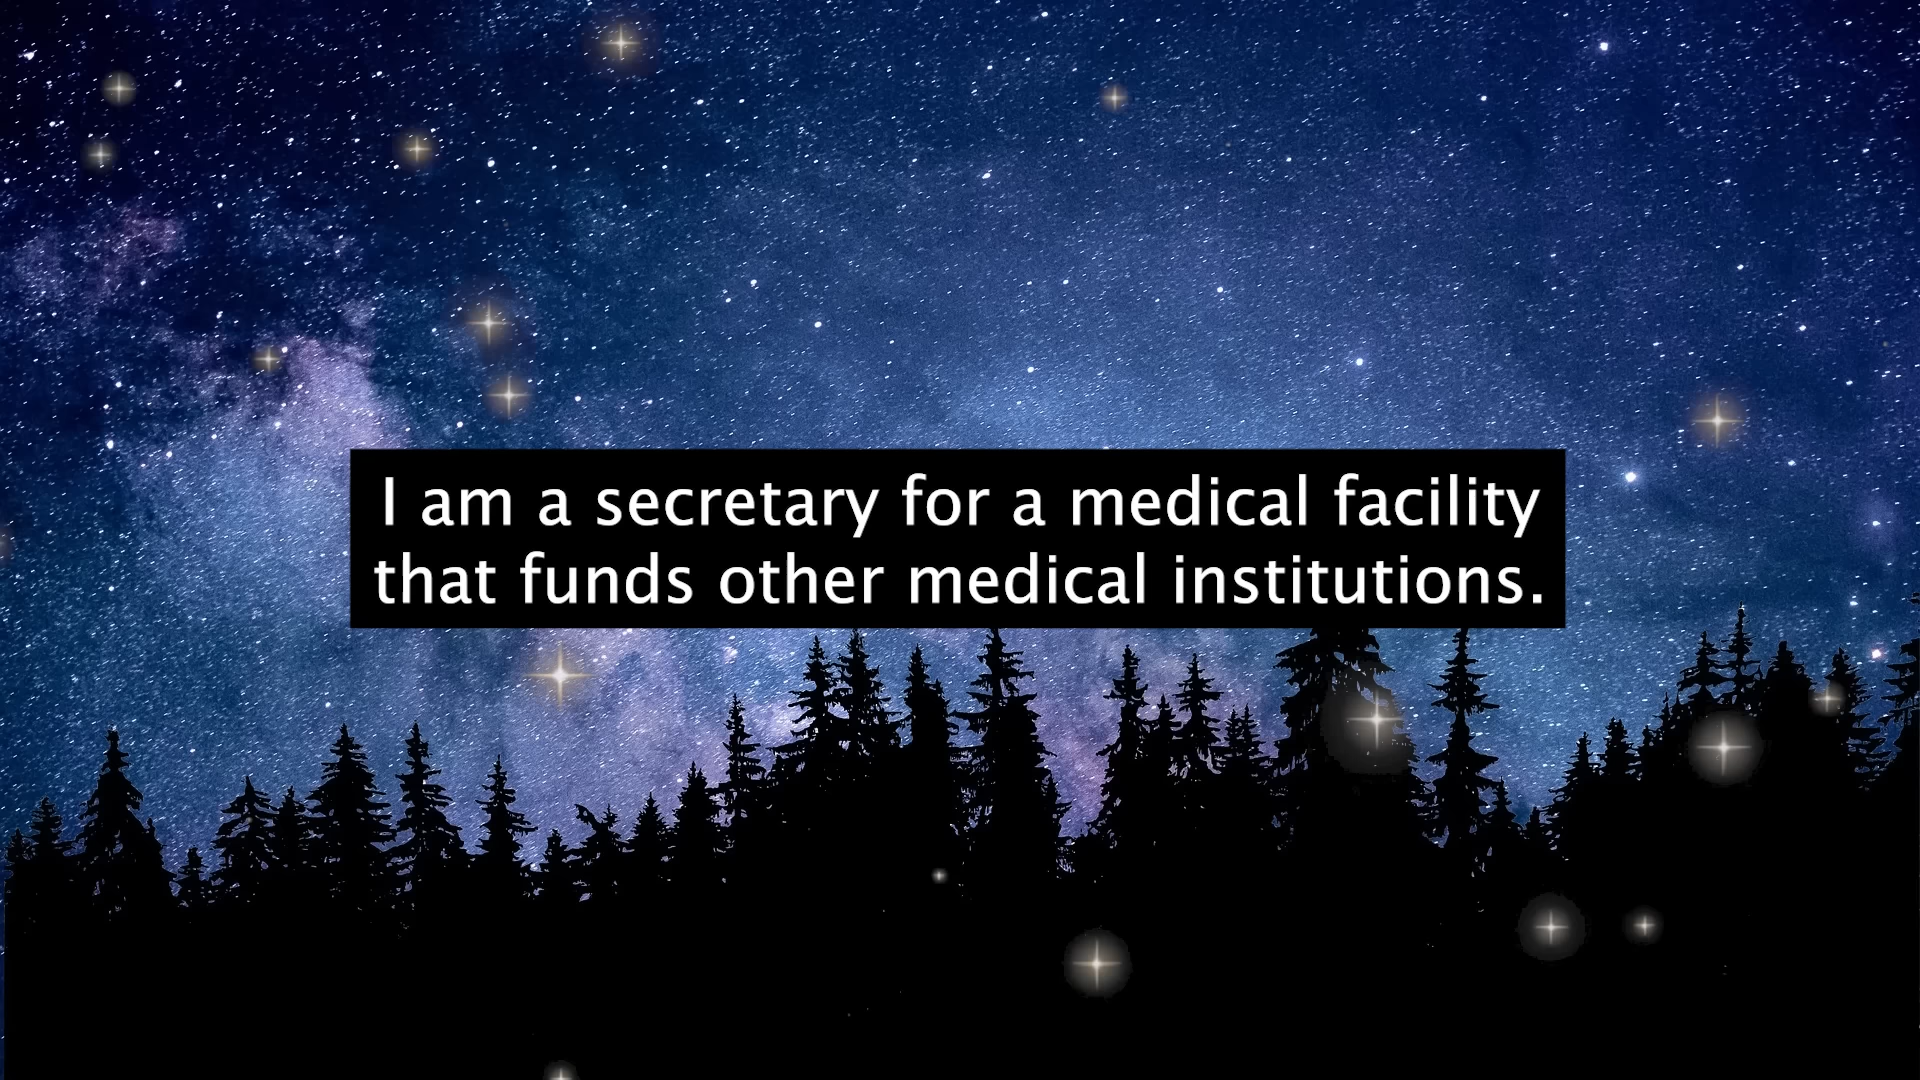 I am a secretary for a medical facility
that funds other medical institutions.